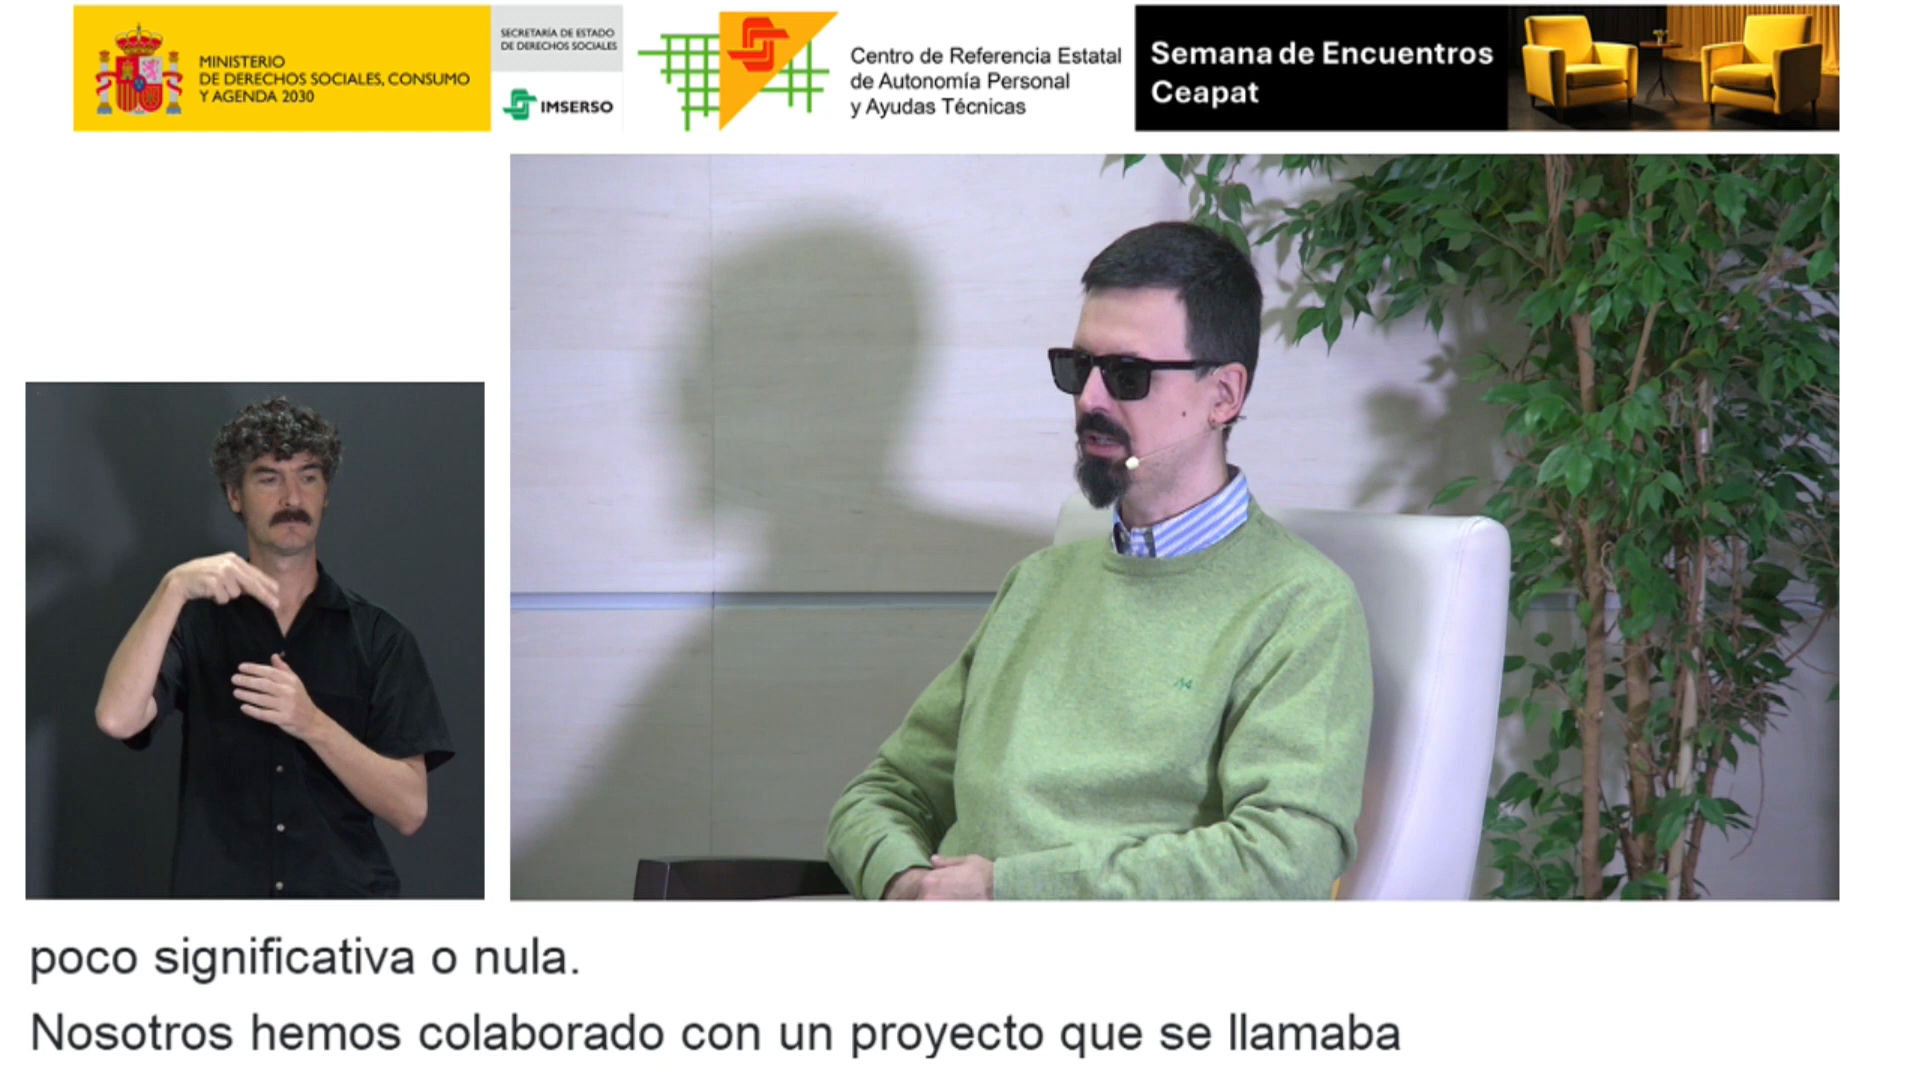 MINISTERIO
DE DERECHOS SOCIALES, CONSUMO
Y AGENDA 2030
SECRETARÍA DE ESTADO
DE DERECHOS SOCIALES
IMSERSO
Centro de Referencia Estatal
de Autonomía Personal
y Ayudas Técnicas
Semana de Encuentros
Ceapat
poco significativa o nula.
Nosotros hemos colaborado con un proyecto que se llamaba